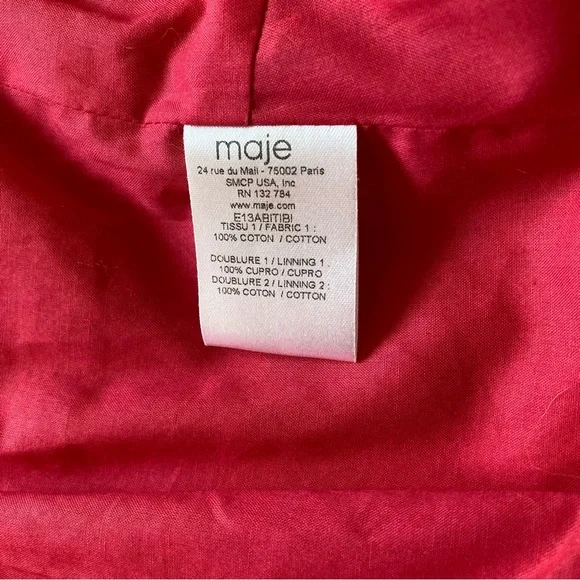 maje
24 rue du Mail - 75002 Paris
SMCP USA, Inc
RN 132 784
www.maje.com
E13ABITIBI
TISSU 1 / FABRIC 1 :
100% COTON / COTTON
DOUBLURE 1 / LINNING 1 :
100% CUPRO / CUPRO
DOUBLURE 2 / LINNING 2 :
100% COTON / COTTON